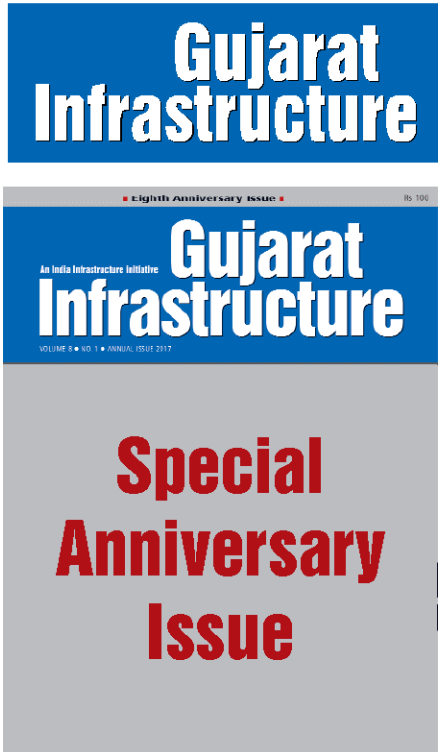 Gujarat
Infrastructure
Eighth Anniversary Issue
Rs 100
Gujarat
An India Infrastructure Initiative
Infrastructure
VOLUME 8 ● NO. 1 ● ANNUAL ISSUE 2117
Special
Anniversary
Issue